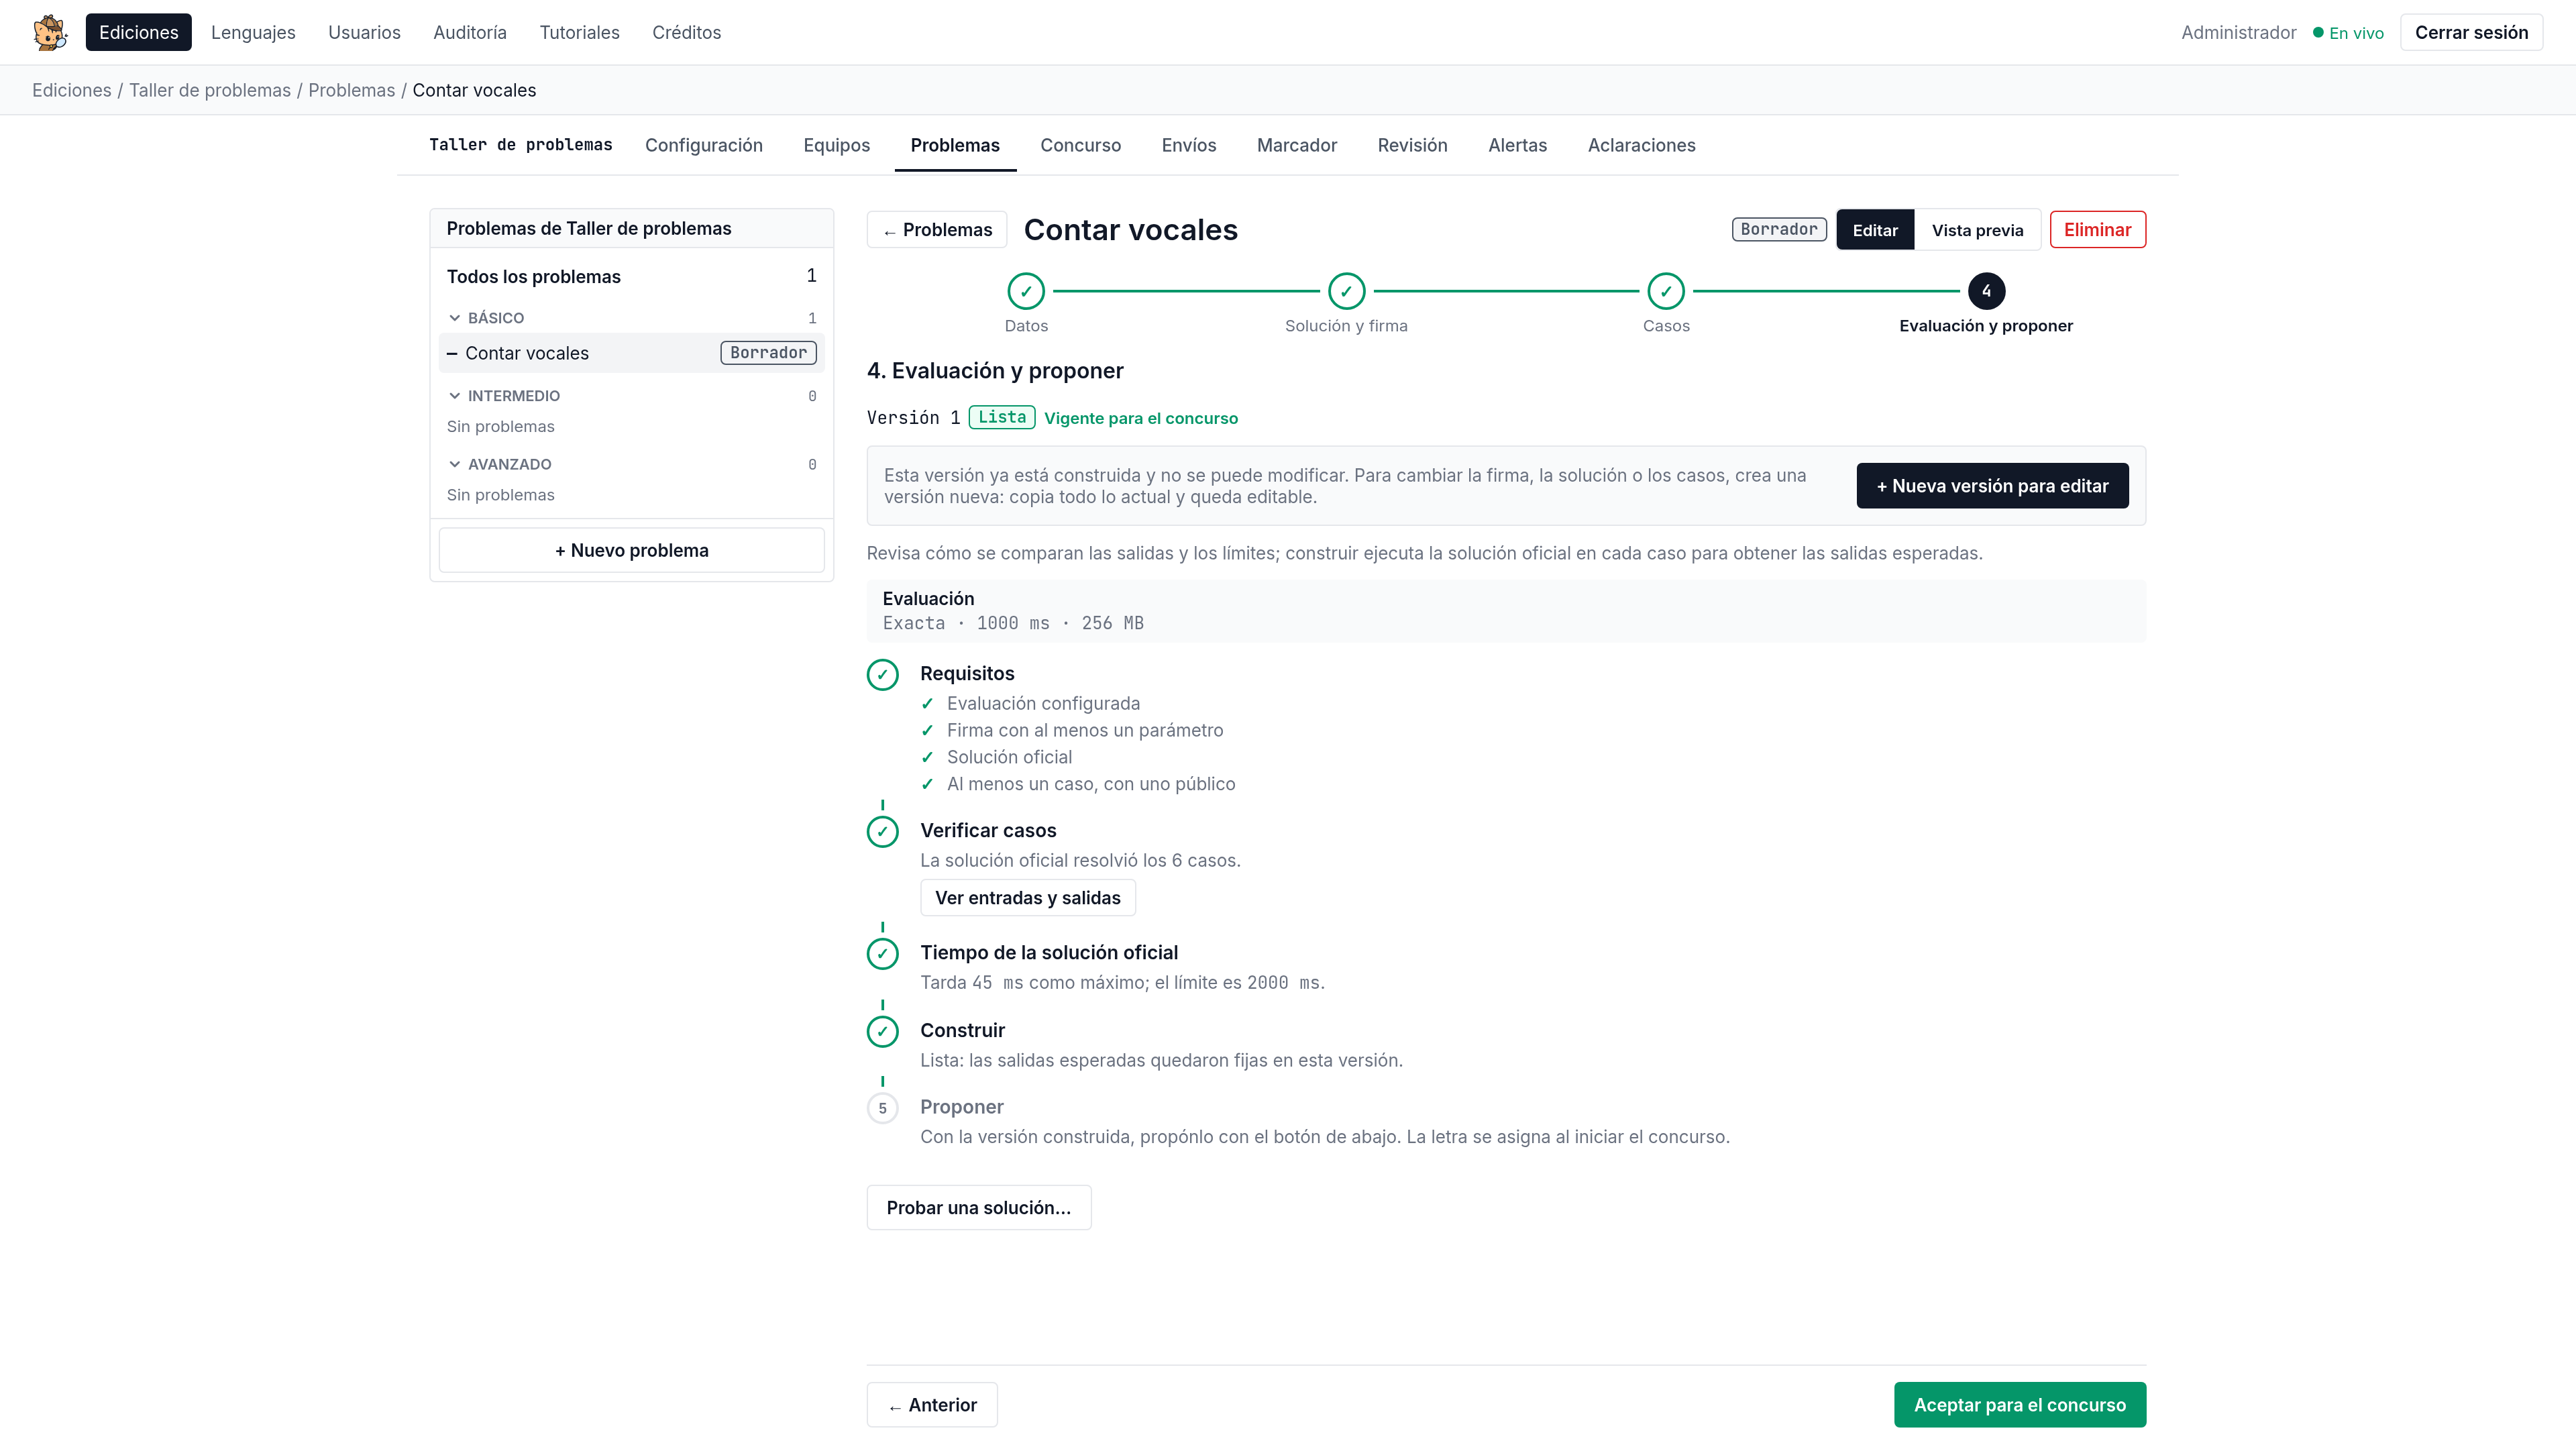 Ediciones Lenguajes Usuarios Auditoría Tutoriales Créditos Administrador En vivo Cerrar sesión
Ediciones / Taller de problemas / Problemas / Contar vocales
Taller de problemas Configuración Equipos Problemas Concurso Envíos Marcador Revisión Alertas Aclaraciones
Problemas de Taller de problemas
Todos los problemas 1
BÁSICO 1
– Contar vocales Borrador
INTERMEDIO 0
Sin problemas
AVANZADO 0
Sin problemas
+ Nuevo problema
← Problemas Contar vocales Borrador Editar Vista previa Eliminar
✓ ✓ ✓ 4
Datos Solución y firma Casos Evaluación y proponer
4. Evaluación y proponer
Versión 1 Lista Vigente para el concurso
Esta versión ya está construida y no se puede modificar. Para cambiar la firma, la solución o los casos, crea una
versión nueva: copia todo lo actual y queda editable.
+ Nueva versión para editar
Revisa cómo se comparan las salidas y los límites; construir ejecuta la solución oficial en cada caso para obtener las salidas esperadas.
Evaluación
Exacta · 1000 ms · 256 MB
✓ Requisitos
✓ Evaluación configurada
✓ Firma con al menos un parámetro
✓ Solución oficial
✓ Al menos un caso, con uno público
✓ Verificar casos
La solución oficial resolvió los 6 casos.
Ver entradas y salidas
✓ Tiempo de la solución oficial
Tarda 45 ms como máximo; el límite es 2000 ms.
✓ Construir
Lista: las salidas esperadas quedaron fijas en esta versión.
5 Proponer
Con la versión construida, propónlo con el botón de abajo. La letra se asigna al iniciar el concurso.
Probar una solución...
← Anterior Aceptar para el concurso